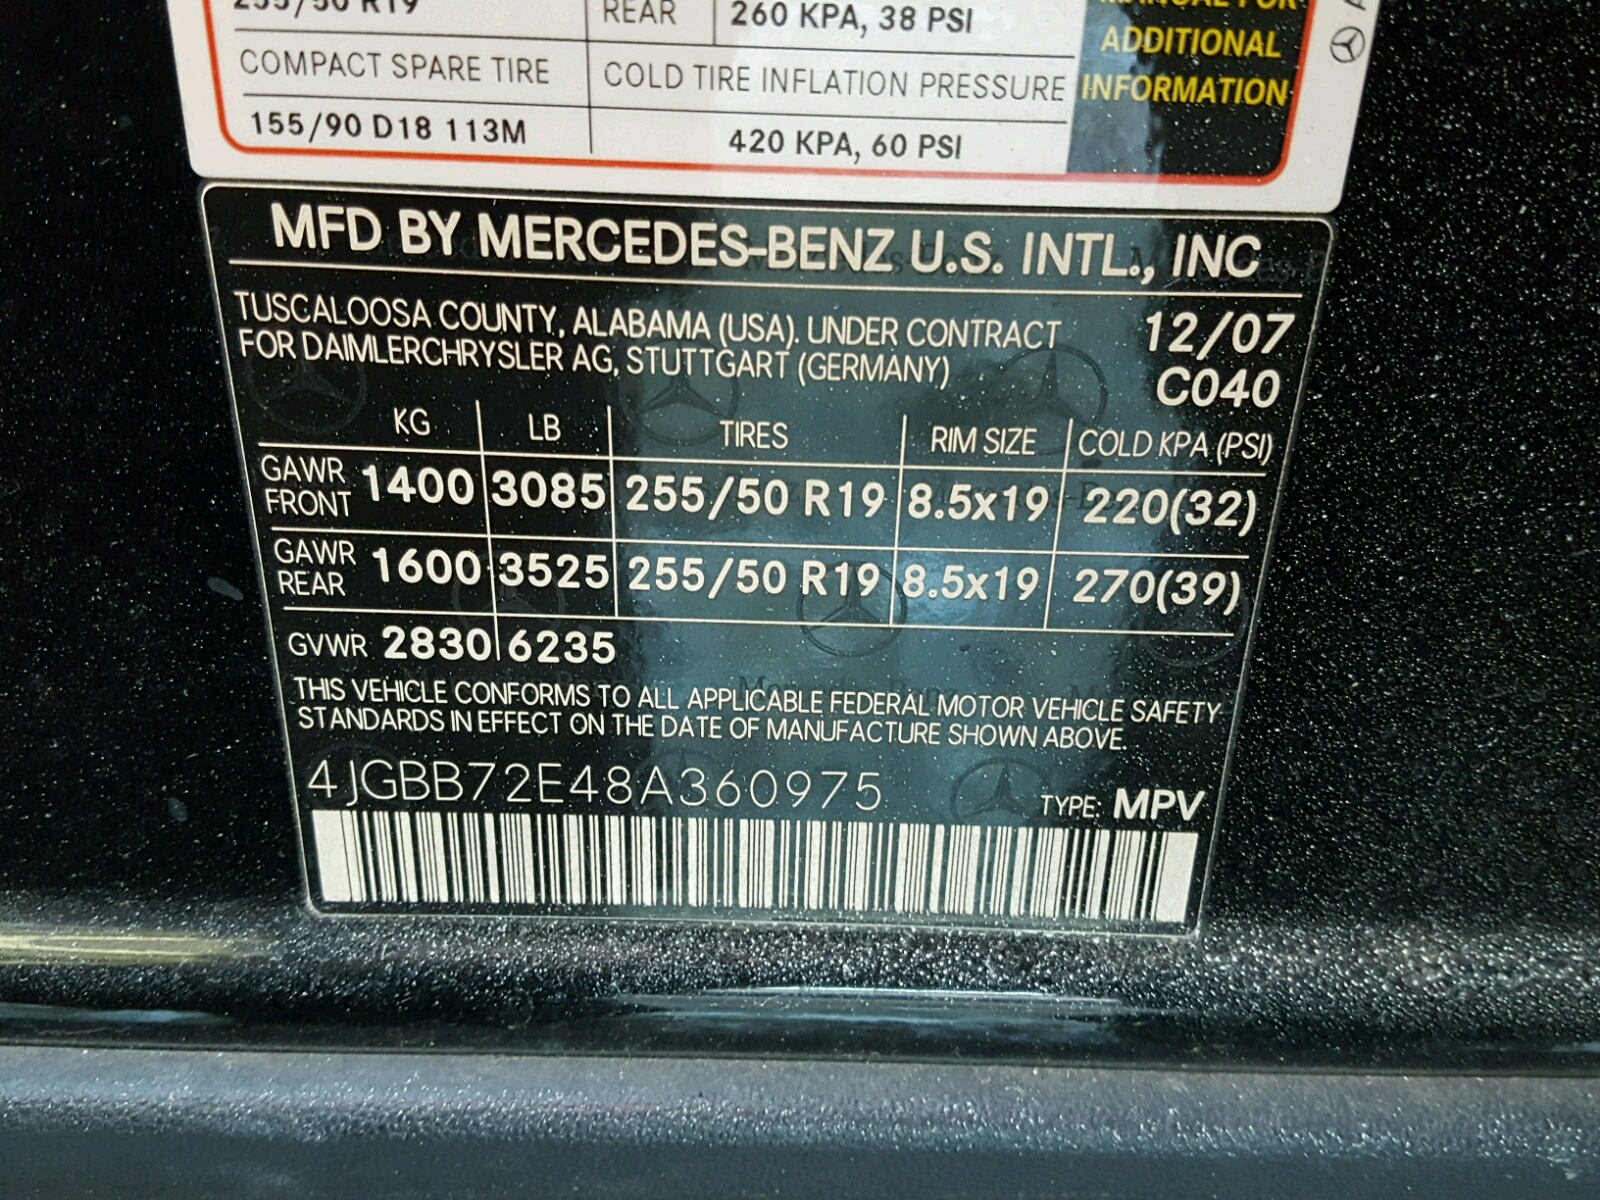 255/50 R19 REAR 260 KPA, 38 PSI
MANUAL FOR
ADDITIONAL
INFORMATION
COMPACT SPARE TIRE COLD TIRE INFLATION PRESSURE
155/90 D18 113M 420 KPA, 60 PSI
MFD BY MERCEDES-BENZ U.S. INTL., INC
TUSCALOOSA COUNTY, ALABAMA (USA). UNDER CONTRACT 12/07
FOR DAIMLERCHRYSLER AG, STUTTGART (GERMANY) C040
KG LB TIRES RIM SIZE COLD KPA (PSI)
GAWR FRONT 1400 3085 255/50 R19 8.5x19 220(32)
GAWR REAR 1600 3525 255/50 R19 8.5x19 270(39)
GVWR 2830 6235
THIS VEHICLE CONFORMS TO ALL APPLICABLE FEDERAL MOTOR VEHICLE SAFETY
STANDARDS IN EFFECT ON THE DATE OF MANUFACTURE SHOWN ABOVE.
4JGBB72E48A360975 TYPE: MPV